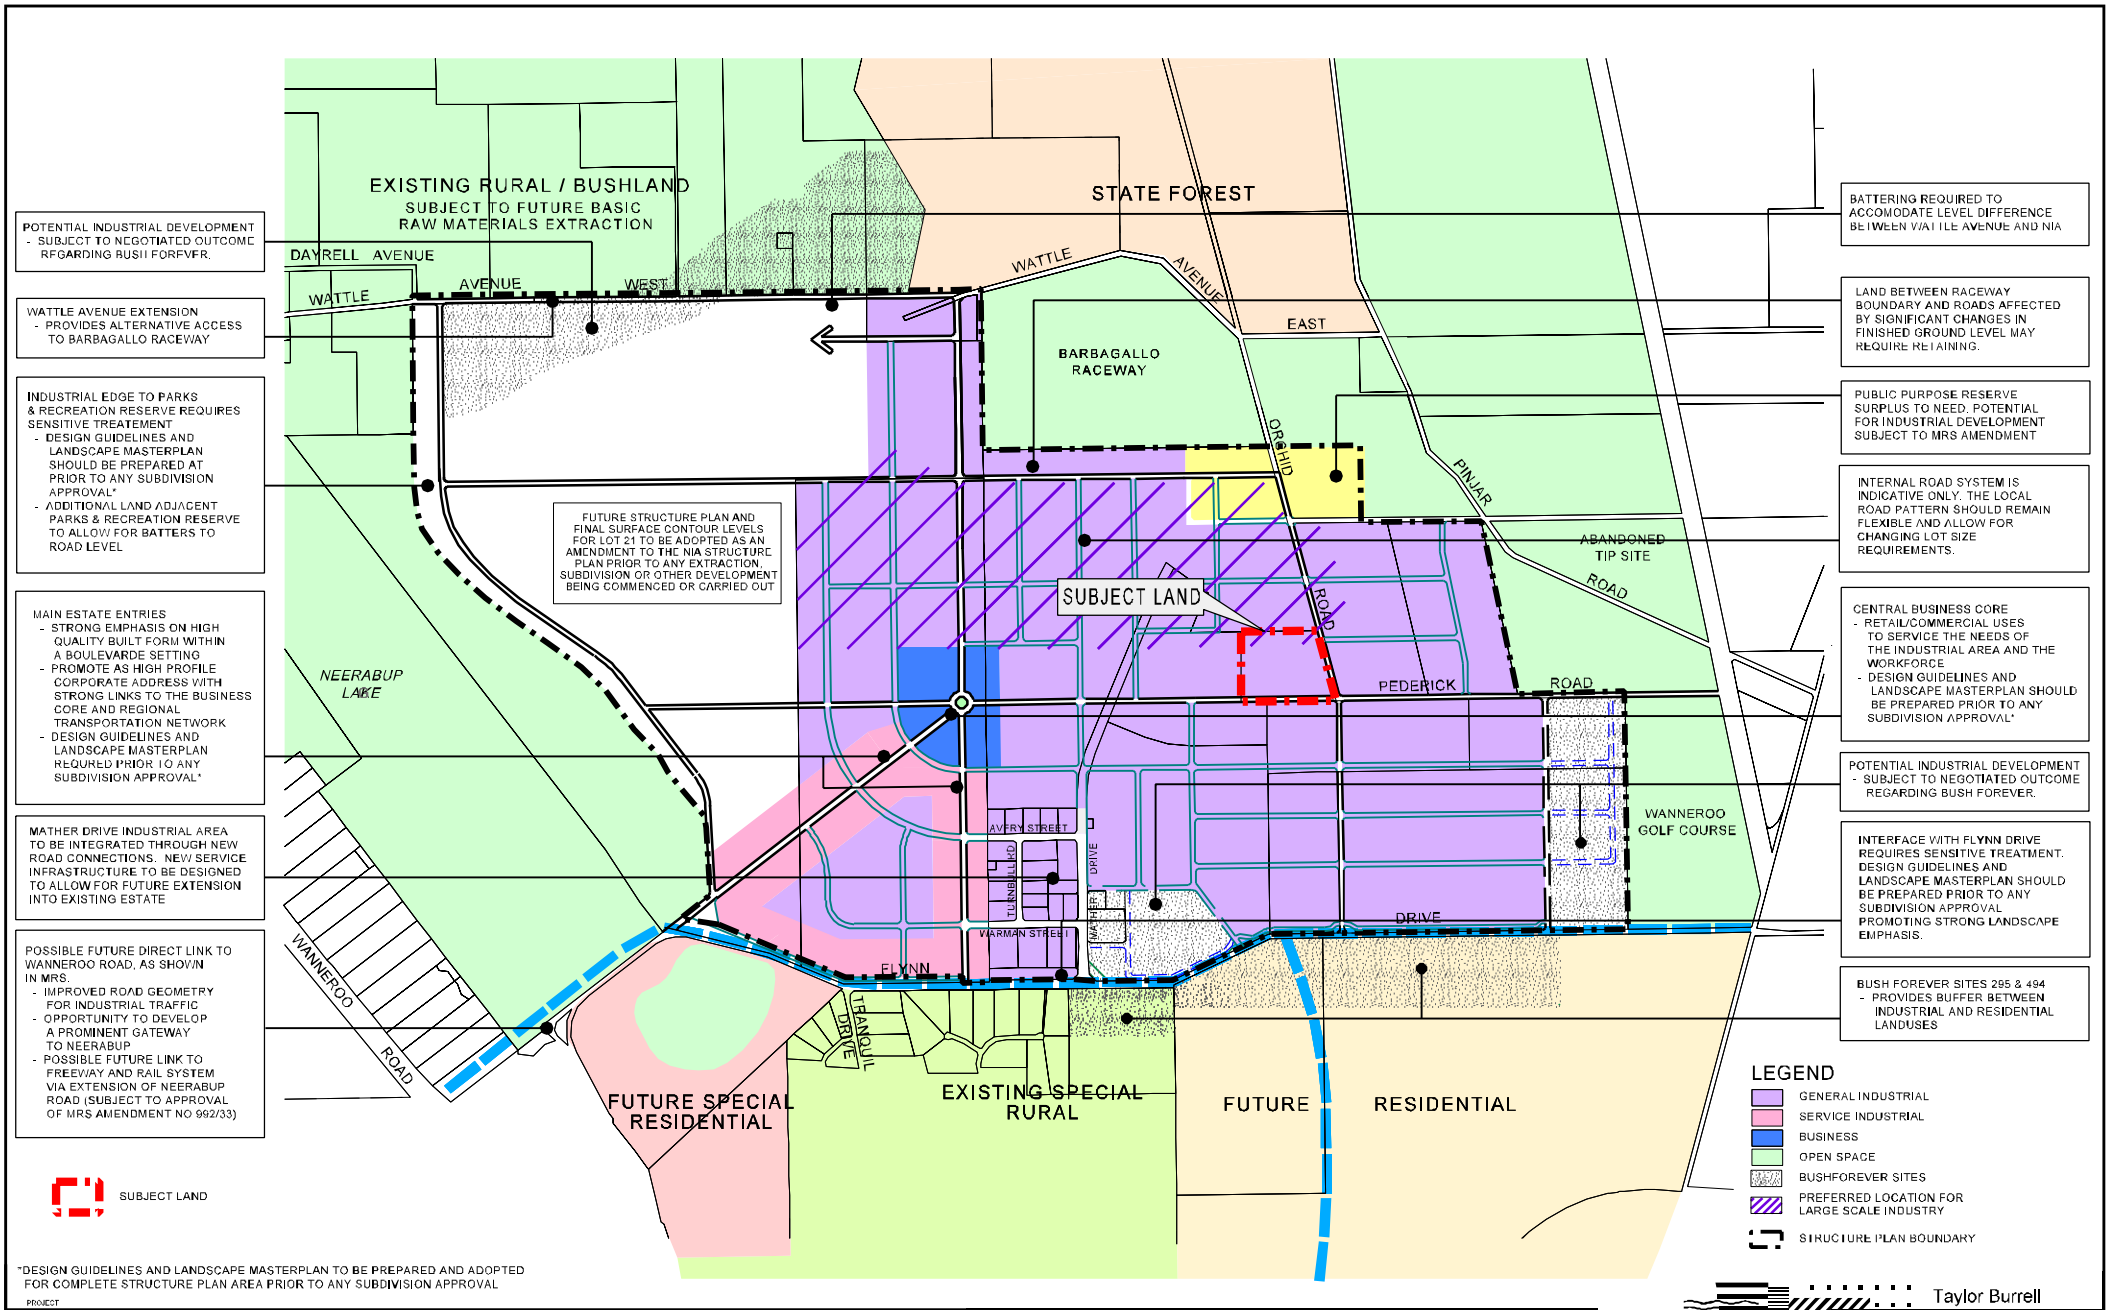 EXISTING RURAL / BUSHLAND
SUBJECT TO FUTURE BASIC
RAW MATERIALS EXTRACTION
STATE FOREST
POTENTIAL INDUSTRIAL DEVELOPMENT
- SUBJECT TO NEGOTIATED OUTCOME
REGARDING BUSH FOREVER.
WATTLE AVENUE EXTENSION
- PROVIDES ALTERNATIVE ACCESS
TO BARBAGALLO RACEWAY
INDUSTRIAL EDGE TO PARKS
& RECREATION RESERVE REQUIRES
SENSITIVE TREATEMENT
- DESIGN GUIDELINES AND
LANDSCAPE MASTERPLAN
SHOULD BE PREPARED AT
PRIOR TO ANY SUBDIVISION
APPROVAL*
- ADDITIONAL LAND ADJACENT
PARKS & RECREATION RESERVE
TO ALLOW FOR BATTERS TO
ROAD LEVEL
MAIN ESTATE ENTRIES
- STRONG EMPHASIS ON HIGH
QUALITY BUILT FORM WITHIN
A BOULEVARDE SETTING
- PROMOTE AS HIGH PROFILE
CORPORATE ADDRESS WITH
STRONG LINKS TO THE BUSINESS
CORE AND REGIONAL
TRANSPORTATION NETWORK
- DESIGN GUIDELINES AND
LANDSCAPE MASTERPLAN
REQURED PRIOR TO ANY
SUBDIVISION APPROVAL*
MATHER DRIVE INDUSTRIAL AREA
TO BE INTEGRATED THROUGH NEW
ROAD CONNECTIONS. NEW SERVICE
INFRASTRUCTURE TO BE DESIGNED
TO ALLOW FOR FUTURE EXTENSION
INTO EXISTING ESTATE
POSSIBLE FUTURE DIRECT LINK TO
WANNEROO ROAD, AS SHOWN
IN MRS.
- IMPROVED ROAD GEOMETRY
FOR INDUSTRIAL TRAFFIC
- OPPORTUNITY TO DEVELOP
A PROMINENT GATEWAY
TO NEERABUP
- POSSIBLE FUTURE LINK TO
FREEWAY AND RAIL SYSTEM
VIA EXTENSION OF NEERABUP
ROAD (SUBJECT TO APPROVAL
OF MRS AMENDMENT NO 992/33)
SUBJECT LAND
*DESIGN GUIDELINES AND LANDSCAPE MASTERPLAN TO BE PREPARED AND ADOPTED
FOR COMPLETE STRUCTURE PLAN AREA PRIOR TO ANY SUBDIVISION APPROVAL
PROJECT
DAYRELL AVENUE
WATTLE
AVENUE
WEST
WATTLE
AVENUE
EAST
BARBAGALLO
RACEWAY
ORCHID
ROAD
PINJAR
ROAD
ABANDONED
TIP SITE
FUTURE STRUCTURE PLAN AND
FINAL SURFACE CONTOUR LEVELS
FOR LOT 21 TO BE ADOPTED AS AN
AMENDMENT TO THE NIA STRUCTURE
PLAN PRIOR TO ANY EXTRACTION,
SUBDIVISION OR OTHER DEVELOPMENT
BEING COMMENCED OR CARRIED OUT
SUBJECT LAND
NEERABUP
LAKE
PEDERICK
ROAD
AVERY STREET
TURNBULL RD
DRIVE
MATHER
WARMAN STREET
FLYNN
DRIVE
WANNEROO
GOLF COURSE
WANNEROO
ROAD
TRANQUIL
DRIVE
FUTURE SPECIAL
RESIDENTIAL
EXISTING SPECIAL
RURAL
FUTURE
RESIDENTIAL
BATTERING REQUIRED TO
ACCOMODATE LEVEL DIFFERENCE
BETWEEN WATTLE AVENUE AND NIA
LAND BETWEEN RACEWAY
BOUNDARY AND ROADS AFFECTED
BY SIGNIFICANT CHANGES IN
FINISHED GROUND LEVEL MAY
REQUIRE RETAINING.
PUBLIC PURPOSE RESERVE
SURPLUS TO NEED. POTENTIAL
FOR INDUSTRIAL DEVELOPMENT
SUBJECT TO MRS AMENDMENT
INTERNAL ROAD SYSTEM IS
INDICATIVE ONLY. THE LOCAL
ROAD PATTERN SHOULD REMAIN
FLEXIBLE AND ALLOW FOR
CHANGING LOT SIZE
REQUIREMENTS.
CENTRAL BUSINESS CORE
- RETAIL/COMMERCIAL USES
TO SERVICE THE NEEDS OF
THE INDUSTRIAL AREA AND THE
WORKFORCE
- DESIGN GUIDELINES AND
LANDSCAPE MASTERPLAN SHOULD
BE PREPARED PRIOR TO ANY
SUBDIVISION APPROVAL*
POTENTIAL INDUSTRIAL DEVELOPMENT
- SUBJECT TO NEGOTIATED OUTCOME
REGARDING BUSH FOREVER.
INTERFACE WITH FLYNN DRIVE
REQUIRES SENSITIVE TREATMENT.
DESIGN GUIDELINES AND
LANDSCAPE MASTERPLAN SHOULD
BE PREPARED PRIOR TO ANY
SUBDIVISION APPROVAL
PROMOTING STRONG LANDSCAPE
EMPHASIS.
BUSH FOREVER SITES 295 & 494
- PROVIDES BUFFER BETWEEN
INDUSTRIAL AND RESIDENTIAL
LANDUSES
LEGEND
GENERAL INDUSTRIAL
SERVICE INDUSTRIAL
BUSINESS
OPEN SPACE
BUSHFOREVER SITES
PREFERRED LOCATION FOR
LARGE SCALE INDUSTRY
STRUCTURE PLAN BOUNDARY
Taylor Burrell